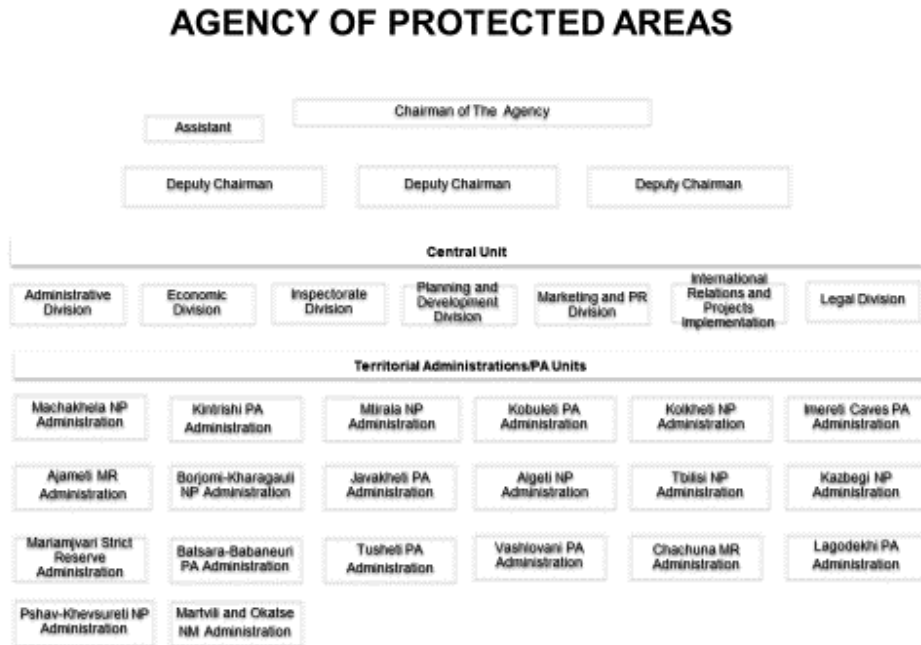 AGENCY OF PROTECTED AREAS
Chairman of The Agency
Assistant
Deputy Chairman
Deputy Chairman
Deputy Chairman
Central Unit
Administrative
Division
Economic
Division
Inspectorate
Division
Planning and
Development
Division
Marketing and PR
Division
International
Relations and
Projects
Implementation
Legal Division
Territorial Administrations/PA Units
Machakhela NP
Administration
Kintrishi PA
Administration
Mtirala NP
Administration
Kobuleti PA
Administration
Kolkheti NP
Administration
Imereti Caves PA
Administration
Ajameti MR
Administration
Borjomi-Kharagauli
NP Administration
Javakheti PA
Administration
Algeti NP
Administration
Tbilisi NP
Administration
Kazbegi NP
Administration
Mariamjvari Strict
Reserve
Administration
Batsara-Babaneuri
PA Administration
Tusheti PA
Administration
Vashlovani PA
Administration
Chachuna MR
Administration
Lagodekhi PA
Administration
Pshav-Khevsureti NP
Administration
Martvili and Okatse
NM Administration